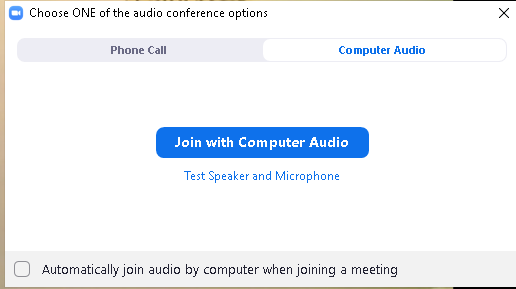 Choose ONE of the audio conference options
Phone Call
Computer Audio
Join with Computer Audio
Test Speaker and Microphone
Automatically join audio by computer when joining a meeting